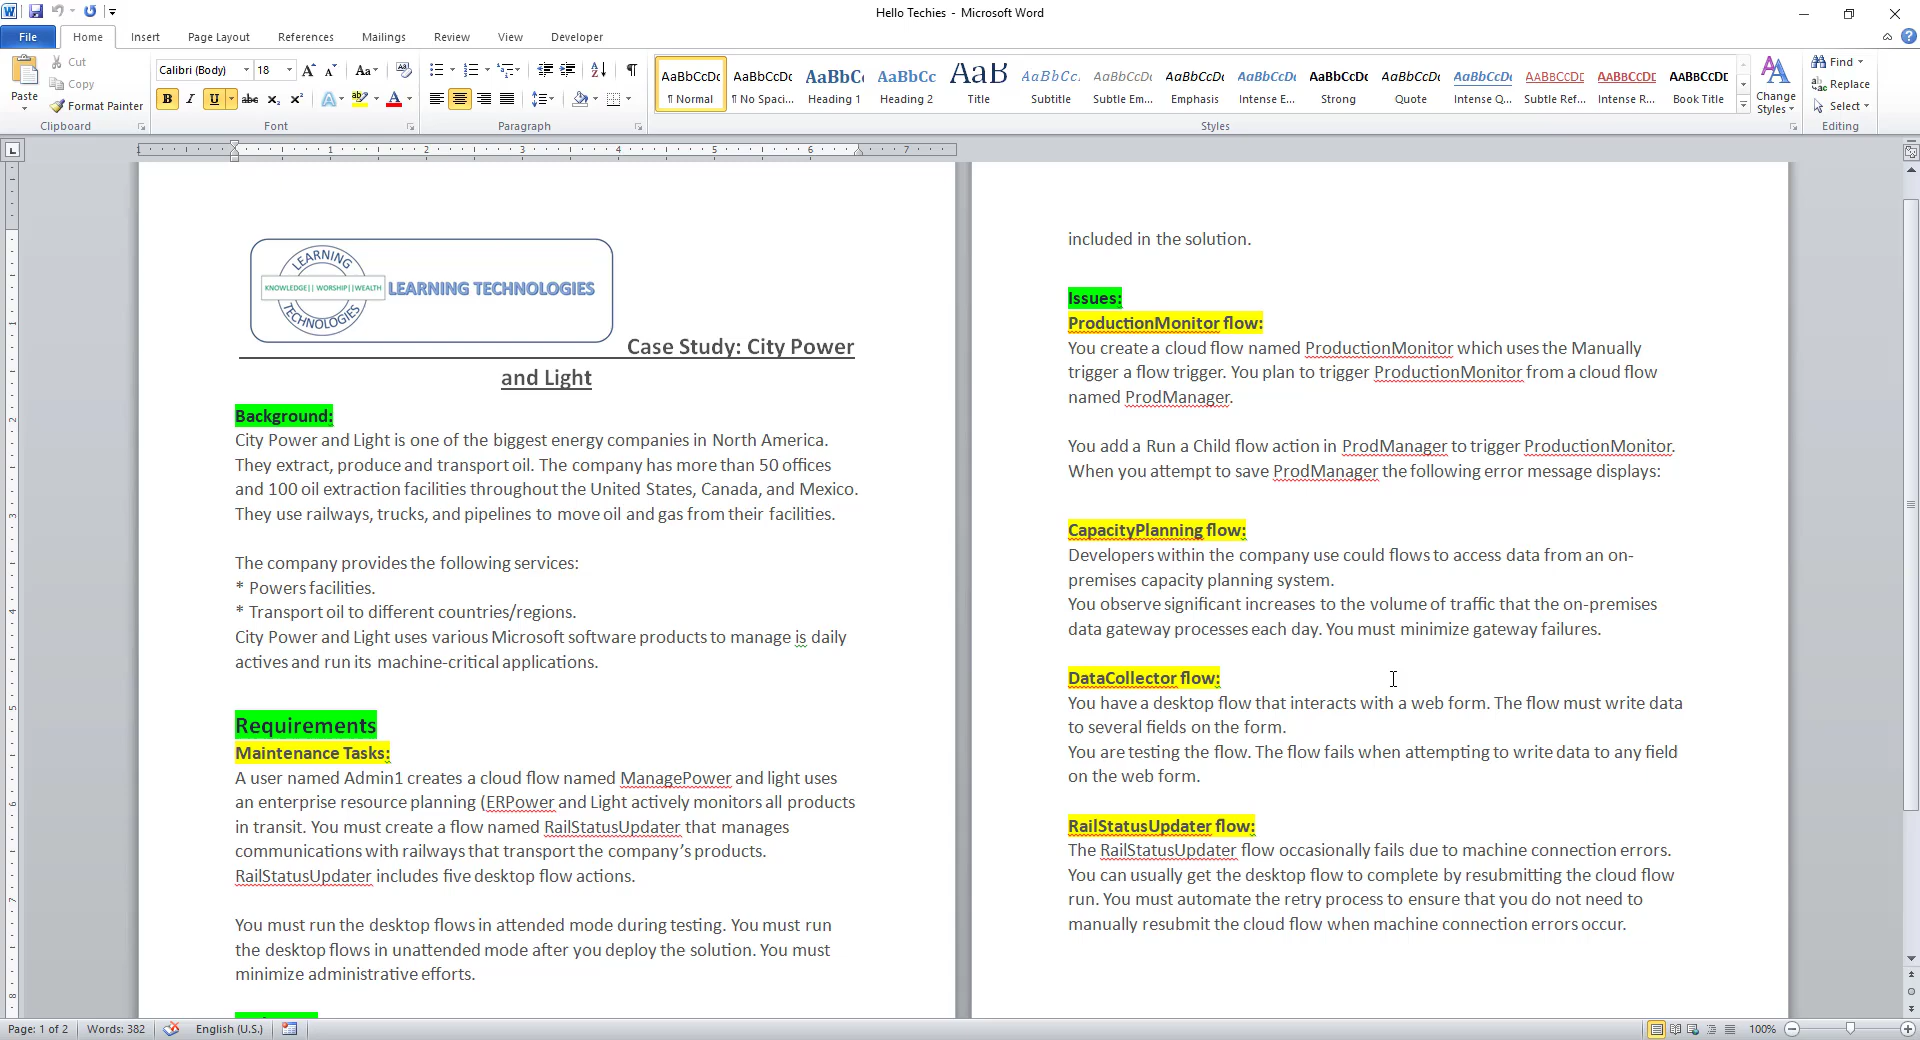 Hello Techies - Microsoft Word
File Home Insert Page Layout References Mailings Review View Developer
Paste
Cut
Copy
Format Painter
Clipboard
Calibri (Body) 18
Font
Paragraph
AaBbCcDc AaBbCcDc AaBbCc AaBbCc AaB AaBbCc. AaBbCcDc AaBbCcDc AaBbCcDc AaBbCcDc AaBbCcDc AaBbCcDc AABBCCDE AABBCCDE AABBCCDE
¶ Normal ¶ No Spaci... Heading 1 Heading 2 Title Subtitle Subtle Em... Emphasis Intense E... Strong Quote Intense Q... Subtle Ref... Intense R... Book Title
Styles
Change Styles
Find
Replace
Select
Editing
LEARNING
KNOWLEDGE|| WORSHIP||WEALTH
TECHNOLOGIES
LEARNING TECHNOLOGIES
Case Study: City Power
and Light
Background:
City Power and Light is one of the biggest energy companies in North America.
They extract, produce and transport oil. The company has more than 50 offices
and 100 oil extraction facilities throughout the United States, Canada, and Mexico.
They use railways, trucks, and pipelines to move oil and gas from their facilities.
The company provides the following services:
* Powers facilities.
* Transport oil to different countries/regions.
City Power and Light uses various Microsoft software products to manage is daily
actives and run its machine-critical applications.
Requirements
Maintenance Tasks:
A user named Admin1 creates a cloud flow named ManagePower and light uses
an enterprise resource planning (ERPower and Light actively monitors all products
in transit. You must create a flow named RailStatusUpdater that manages
communications with railways that transport the company's products.
RailStatusUpdater includes five desktop flow actions.
You must run the desktop flows in attended mode during testing. You must run
the desktop flows in unattended mode after you deploy the solution. You must
minimize administrative efforts.
included in the solution.
Issues:
ProductionMonitor flow:
You create a cloud flow named ProductionMonitor which uses the Manually
trigger a flow trigger. You plan to trigger ProductionMonitor from a cloud flow
named ProdManager.
You add a Run a Child flow action in ProdManager to trigger ProductionMonitor.
When you attempt to save ProdManager the following error message displays:
CapacityPlanning flow:
Developers within the company use could flows to access data from an on-
premises capacity planning system.
You observe significant increases to the volume of traffic that the on-premises
data gateway processes each day. You must minimize gateway failures.
DataCollector flow:
You have a desktop flow that interacts with a web form. The flow must write data
to several fields on the form.
You are testing the flow. The flow fails when attempting to write data to any field
on the web form.
RailStatusUpdater flow:
The RailStatusUpdater flow occasionally fails due to machine connection errors.
You can usually get the desktop flow to complete by resubmitting the cloud flow
run. You must automate the retry process to ensure that you do not need to
manually resubmit the cloud flow when machine connection errors occur.
Page: 1 of 2 Words: 382 English (U.S.) 100%